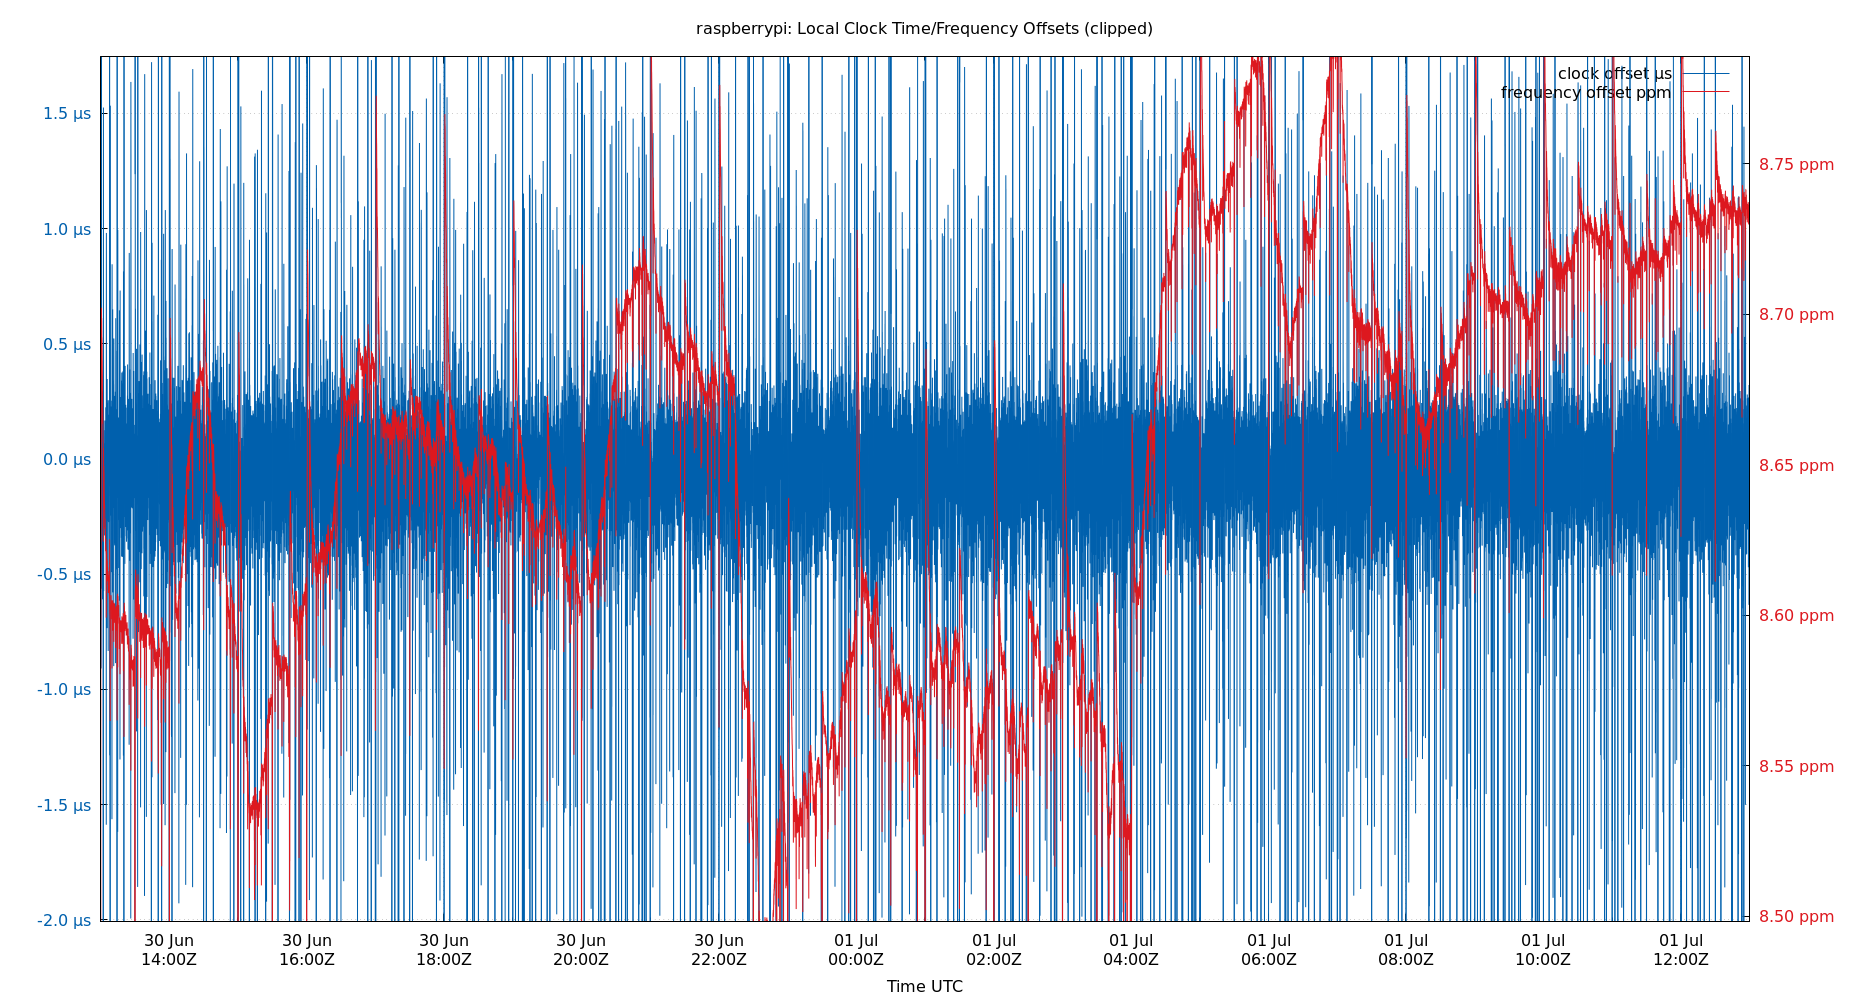 raspberrypi: Local Clock Time/Frequency Offsets (clipped)
clock offset µs
frequency offset ppm
1.5 µs
1.0 µs
0.5 µs
0.0 µs
-0.5 µs
-1.0 µs
-1.5 µs
-2.0 µs
8.75 ppm
8.70 ppm
8.65 ppm
8.60 ppm
8.55 ppm
8.50 ppm
30 Jun 30 Jun 30 Jun 30 Jun 30 Jun 01 Jul 01 Jul 01 Jul 01 Jul 01 Jul 01 Jul 01 Jul
14:00Z 16:00Z 18:00Z 20:00Z 22:00Z 00:00Z 02:00Z 04:00Z 06:00Z 08:00Z 10:00Z 12:00Z
Time UTC